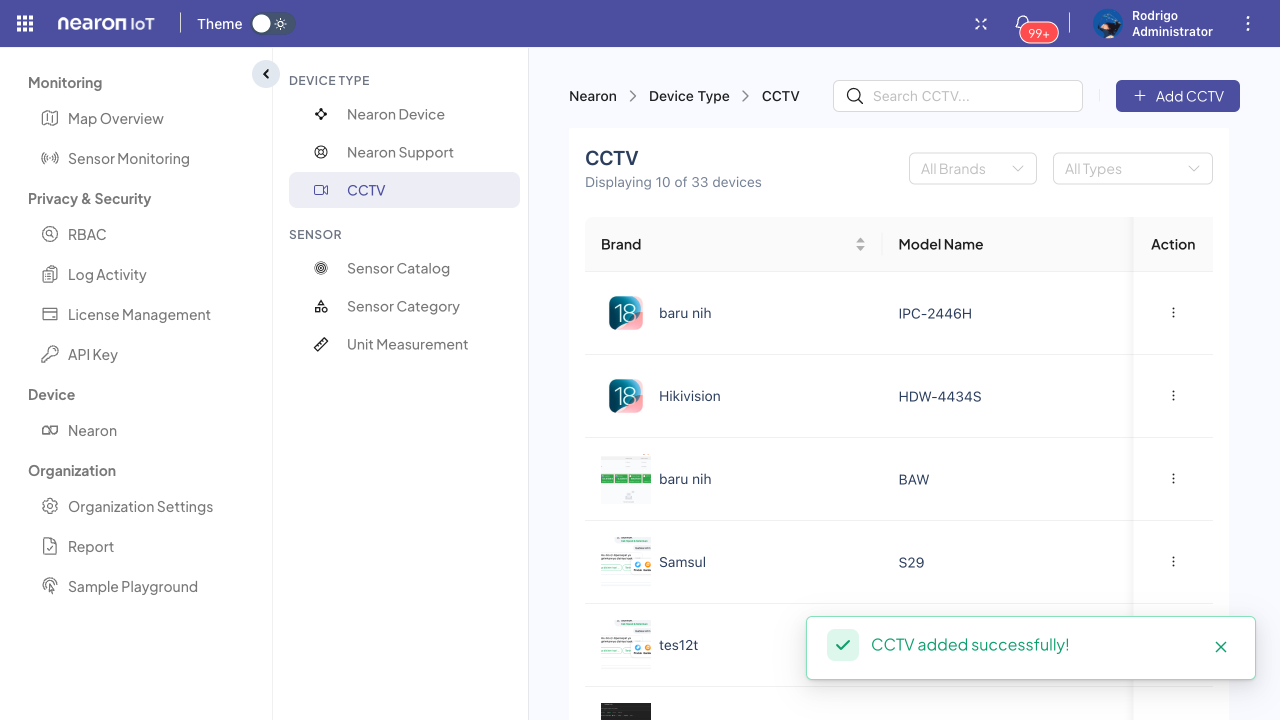 nearon IoT
Theme
99+
Rodrigo
Administrator
Monitoring
Map Overview
Sensor Monitoring
Privacy & Security
RBAC
Log Activity
License Management
API Key
Device
Nearon
Organization
Organization Settings
Report
Sample Playground
DEVICE TYPE
Nearon Device
Nearon Support
CCTV
SENSOR
Sensor Catalog
Sensor Category
Unit Measurement
Nearon > Device Type > CCTV
Search CCTV...
+ Add CCTV
CCTV
Displaying 10 of 33 devices
All Brands
All Types
Brand Model Name Action
18 baru nih IPC-2446H
18 Hikivision HDW-4434S
baru nih BAW
Samsul S29
tes12t
CCTV added successfully!